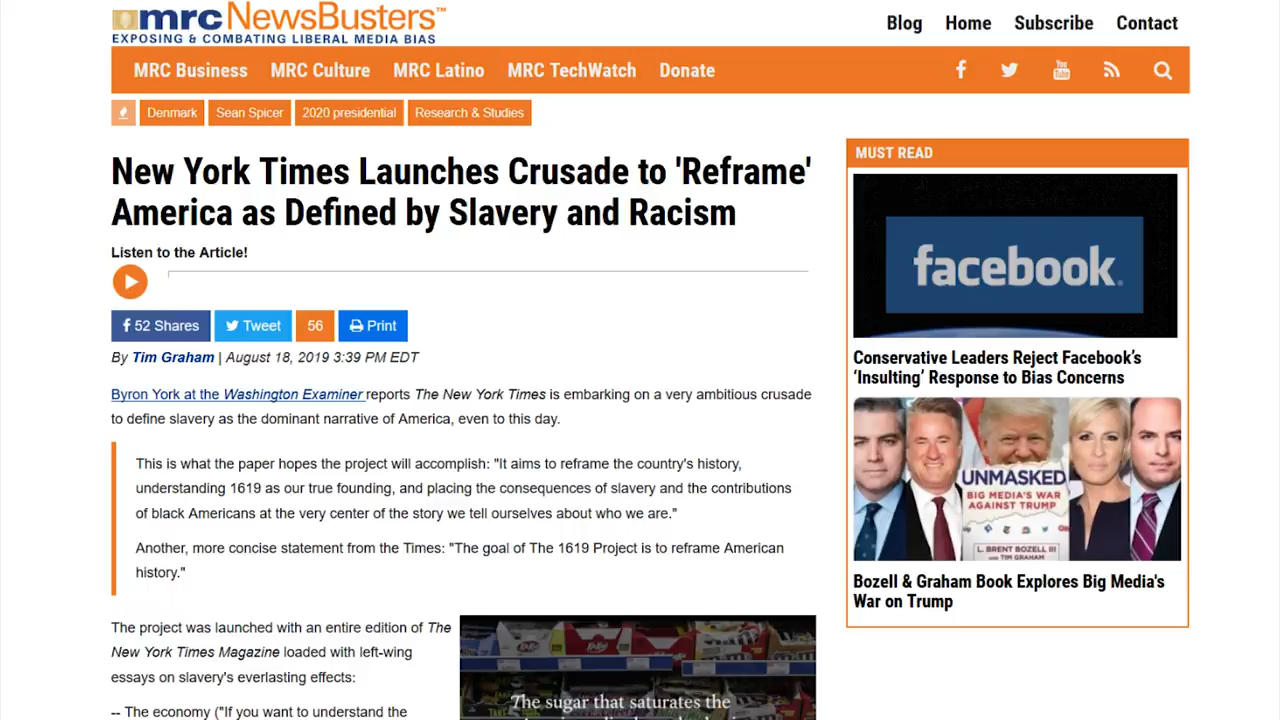 mrc NewsBusters™
EXPOSING & COMBATING LIBERAL MEDIA BIAS
Blog Home Subscribe Contact
MRC Business MRC Culture MRC Latino MRC TechWatch Donate
You
Tube
Denmark Sean Spicer 2020 presidential Research & Studies
New York Times Launches Crusade to 'Reframe'
America as Defined by Slavery and Racism
Listen to the Article!
52 Shares Tweet 56 Print
By Tim Graham | August 18, 2019 3:39 PM EDT
Byron York at the Washington Examiner reports The New York Times is embarking on a very ambitious crusade
to define slavery as the dominant narrative of America, even to this day.
This is what the paper hopes the project will accomplish: "It aims to reframe the country's history,
understanding 1619 as our true founding, and placing the consequences of slavery and the contributions
of black Americans at the very center of the story we tell ourselves about who we are."
Another, more concise statement from the Times: "The goal of The 1619 Project is to reframe American
history."
The project was launched with an entire edition of The
New York Times Magazine loaded with left-wing
essays on slavery's everlasting effects:
-- The economy ("If you want to understand the
The sugar that saturates the
MUST READ
facebook
Conservative Leaders Reject Facebook's
'Insulting' Response to Bias Concerns
UNMASKED
BIG MEDIA'S WAR
AGAINST TRUMP
L. BRENT BOZELL III
WITH TIM GRAHAM
Bozell & Graham Book Explores Big Media's
War on Trump